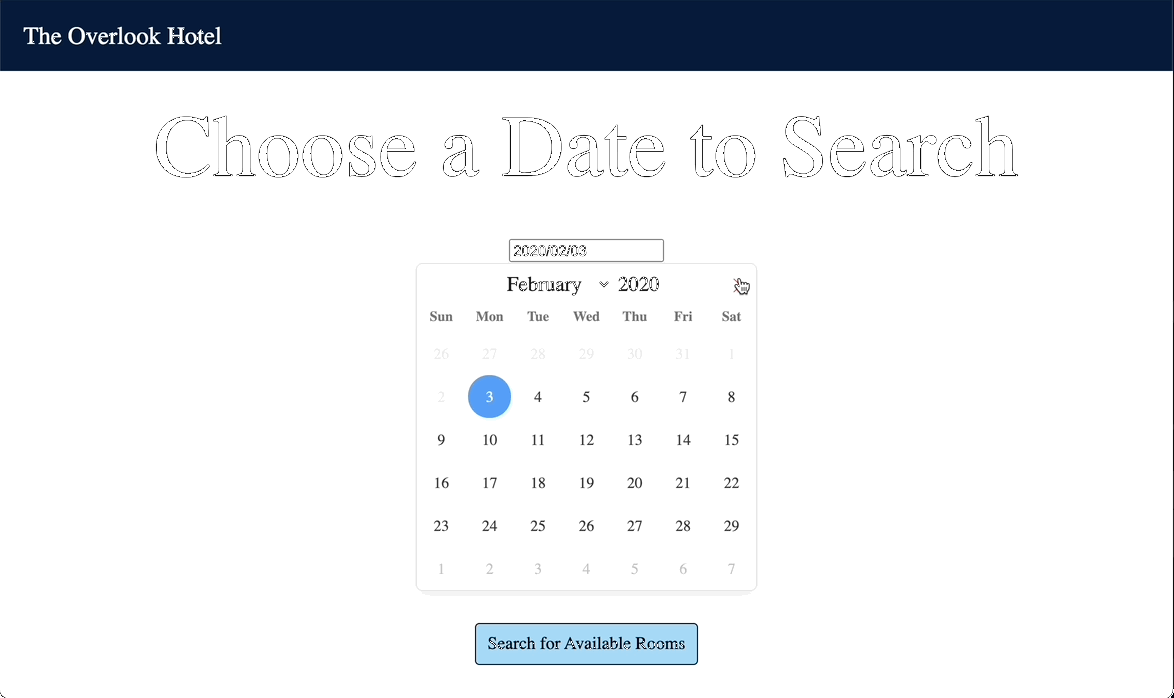 The Overlook Hotel
Choose a Date to Search
2020/02/03
February 2020
Sun Mon Tue Wed Thu Fri Sat
26 27 28 29 30 31 1
2 3 4 5 6 7 8
9 10 11 12 13 14 15
16 17 18 19 20 21 22
23 24 25 26 27 28 29
1 2 3 4 5 6 7
Search for Available Rooms